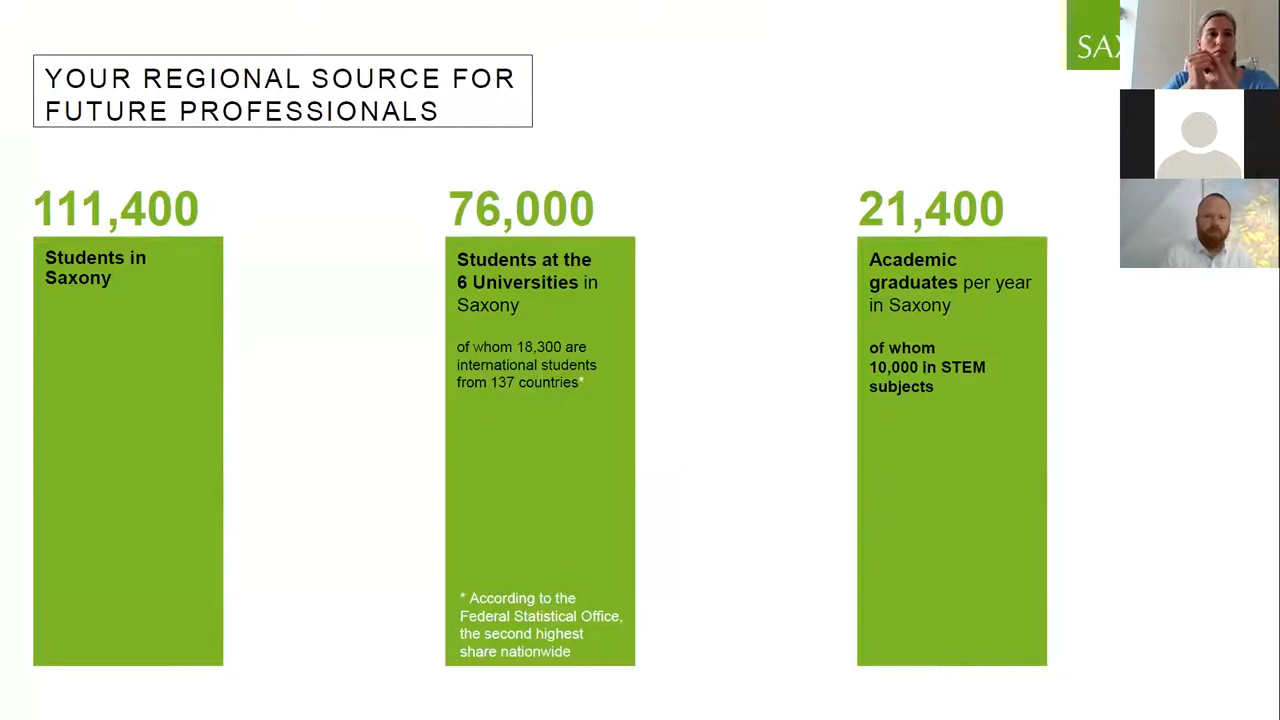 YOUR REGIONAL SOURCE FOR
FUTURE PROFESSIONALS
SAX
111,400
Students in
Saxony
76,000
Students at the
6 Universities in
Saxony
of whom 18,300 are
international students
from 137 countries*
* According to the
Federal Statistical Office,
the second highest
share nationwide
21,400
Academic
graduates per year
in Saxony
of whom
10,000 in STEM
subjects